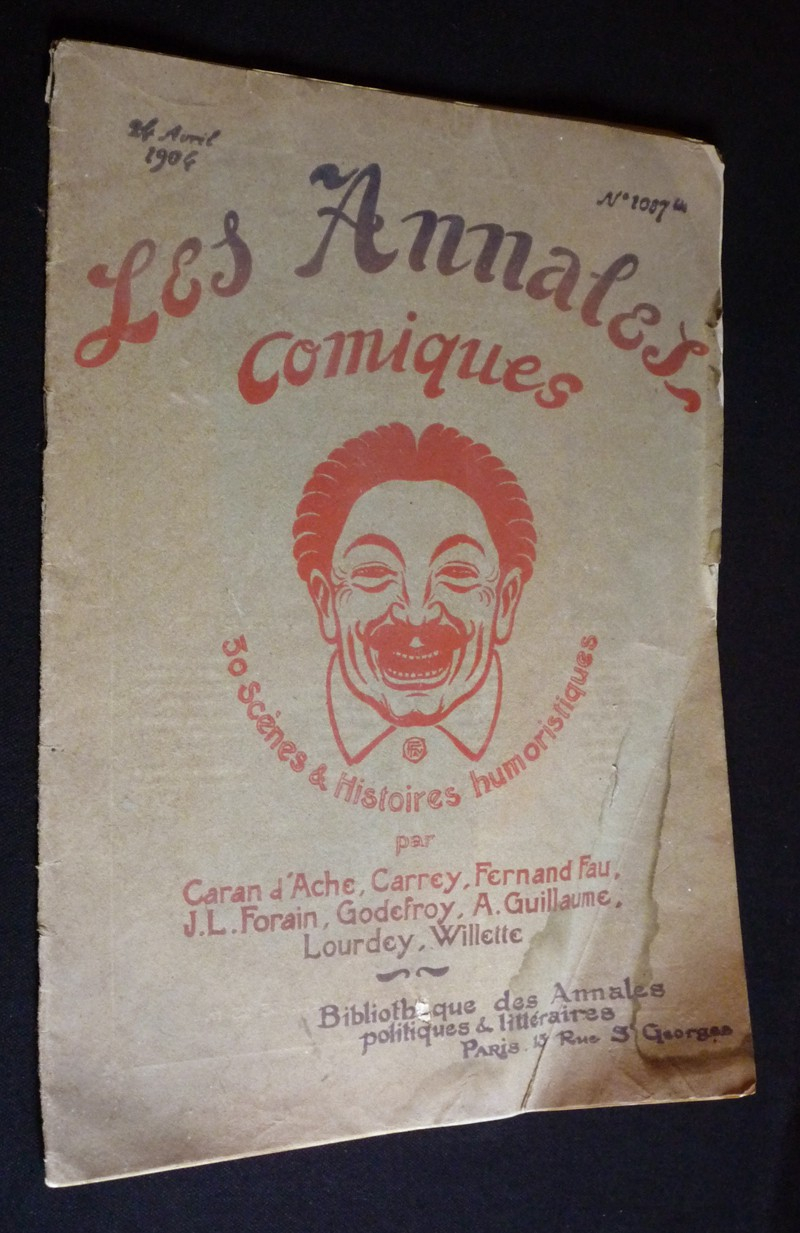 24 Avril
1904
N° 1087 bis
Les Annales
Comiques
30 Scènes & Histoires humoristiques
par
Caran d'Ache, Carrey, Fernand Fau,
J.L. Forain, Godefroy, A. Guillaume,
Lourdey, Willette
Bibliothèque des Annales
politiques & littéraires
Paris. 15 Rue St Georges